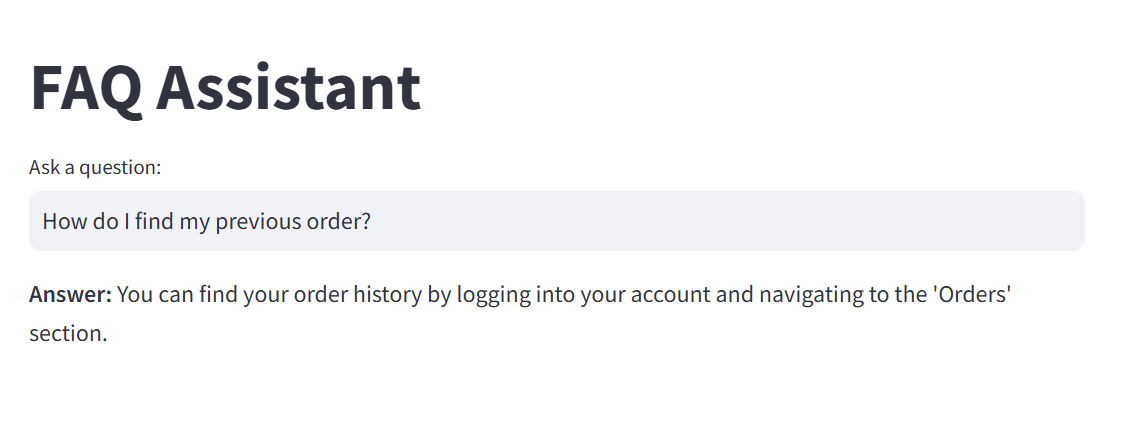 FAQ Assistant
Ask a question:
How do I find my previous order?
Answer: You can find your order history by logging into your account and navigating to the 'Orders'
section.